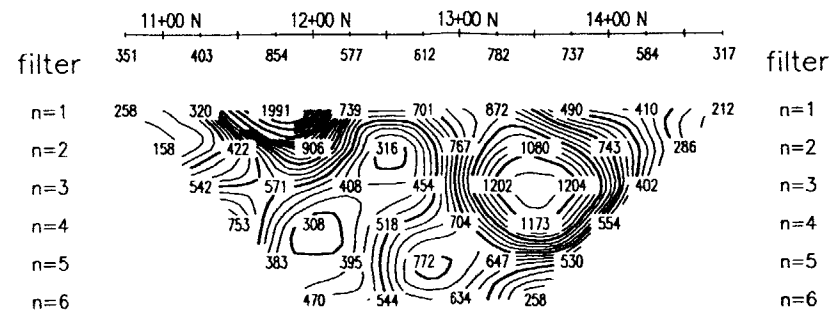 11+00 N 12+00 N 13+00 N 14+00 N
filter 351 403 854 577 612 782 737 584 317 filter
n=1 258 320 1991 739 701 872 490 410 212 n=1
n=2 158 422 906 316 767 1080 743 286 n=2
n=3 542 571 408 454 1202 1204 402 n=3
n=4 753 308 518 704 1173 554 n=4
n=5 383 395 772 647 530 n=5
n=6 470 544 634 258 n=6